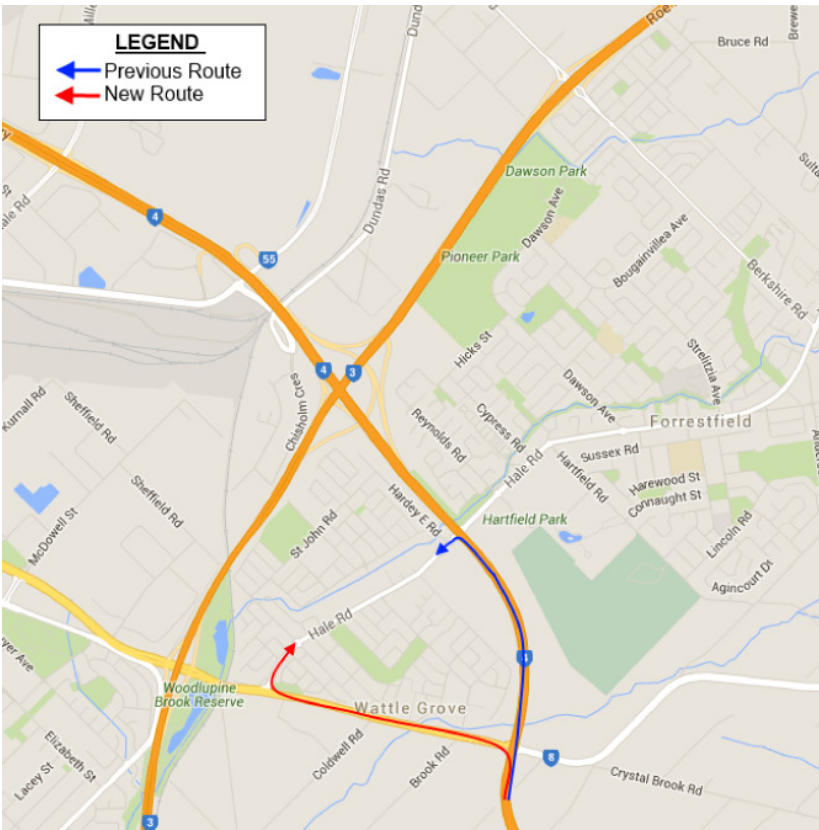 LEGEND
Previous Route
New Route
Bruce Rd
Dundas Rd
Dawson Park
Dawson Ave
Pioneer Park
Bougainvillea Ave
Berkshire Rd
4
55
Hicks St
Strelitzia Ave
4
3
Chisholm Cres
Dawson Ave
Kurnall Rd
Sheffield Rd
Reynolds Rd
Cypress Rd
Forrestfield
Sussex Rd
Hale Rd
Hartfield Rd
Harewood St
Connaught St
Sheffield Rd
McDowell St
Hardey E Rd
St John Rd
Hartfield Park
Lincoln Rd
Agincourt Dr
Hale Rd
Woodlupine
Brook Reserve
Wattle Grove
Elizabeth St
Lacey St
Coldwell Rd
Brook Rd
8
Crystal Brook Rd
3